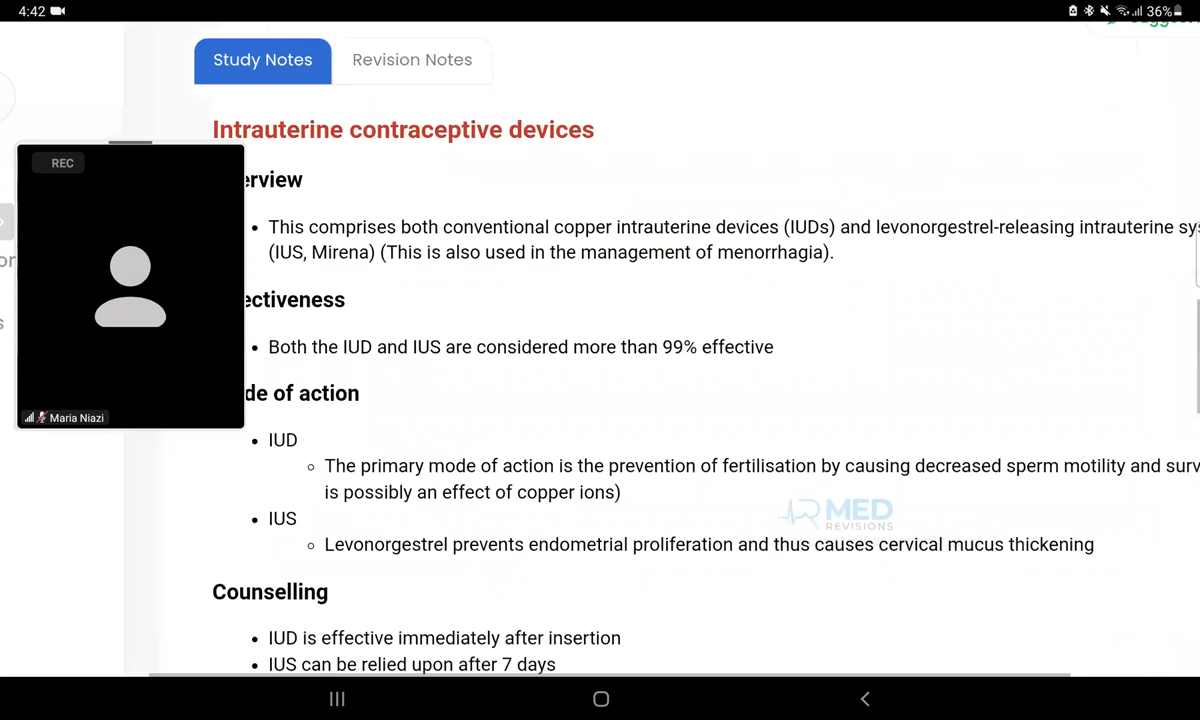 4:42 36%
Study Notes Revision Notes
Intrauterine contraceptive devices
REC
erview
• This comprises both conventional copper intrauterine devices (IUDs) and levonorgestrel-releasing intrauterine sy
(IUS, Mirena) (This is also used in the management of menorrhagia).
ectiveness
• Both the IUD and IUS are considered more than 99% effective
de of action
Maria Niazi
• IUD
○ The primary mode of action is the prevention of fertilisation by causing decreased sperm motility and surv
is possibly an effect of copper ions)
MED
REVISIONS
• IUS
○ Levonorgestrel prevents endometrial proliferation and thus causes cervical mucus thickening
Counselling
• IUD is effective immediately after insertion
• IUS can be relied upon after 7 days